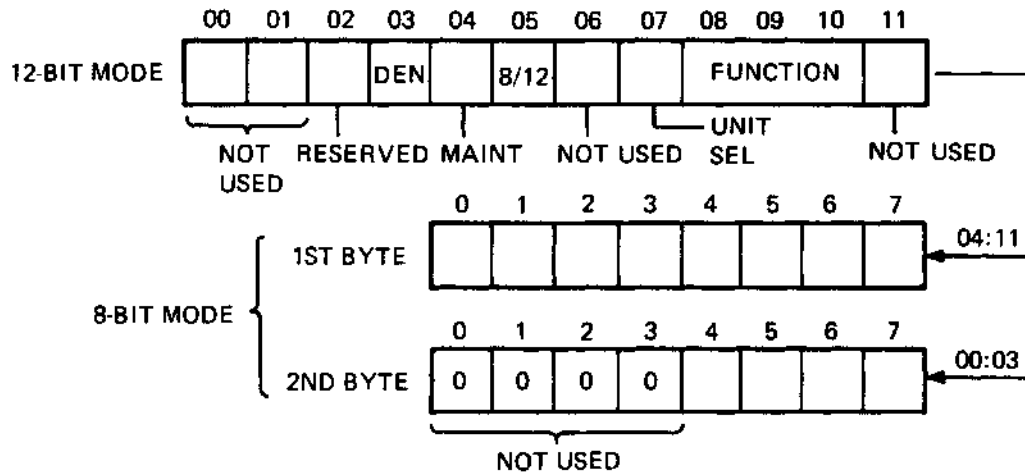 00 01 02 03 04 05 06 07 08 09 10 11
12-BIT MODE DEN 8/12 FUNCTION
UNIT
NOT RESERVED MAINT NOT USED SEL NOT USED
USED
0 1 2 3 4 5 6 7
1ST BYTE 04:11
8-BIT MODE
0 1 2 3 4 5 6 7
2ND BYTE 0 0 0 0 00:03
NOT USED